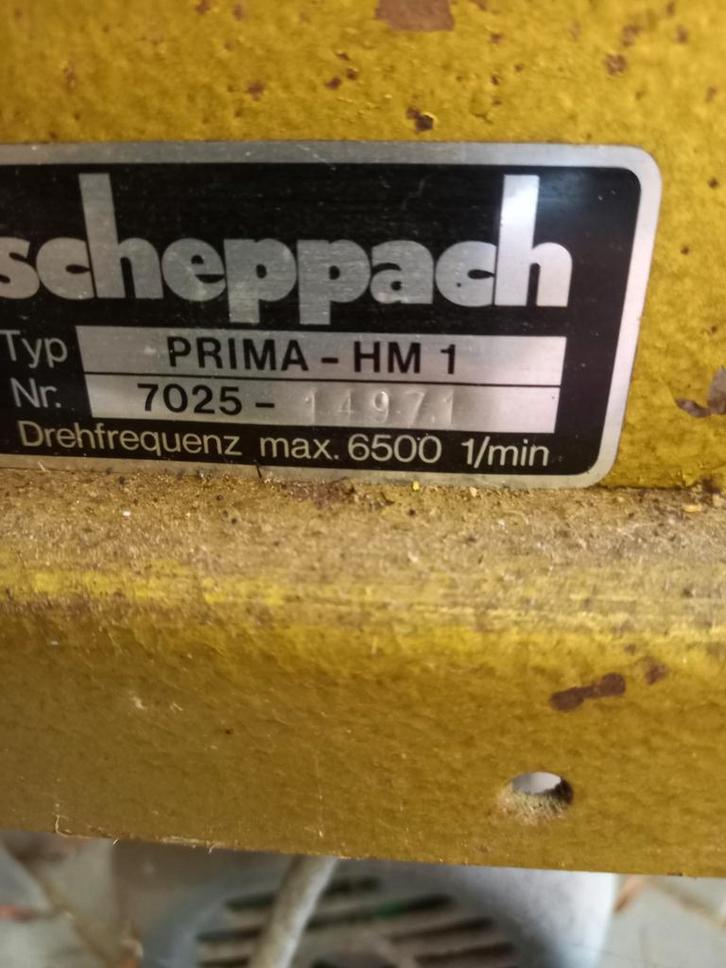 scheppach
Typ PRIMA - HM 1
Nr. 7025 - 14971
Drehfrequenz max. 6500 1/min